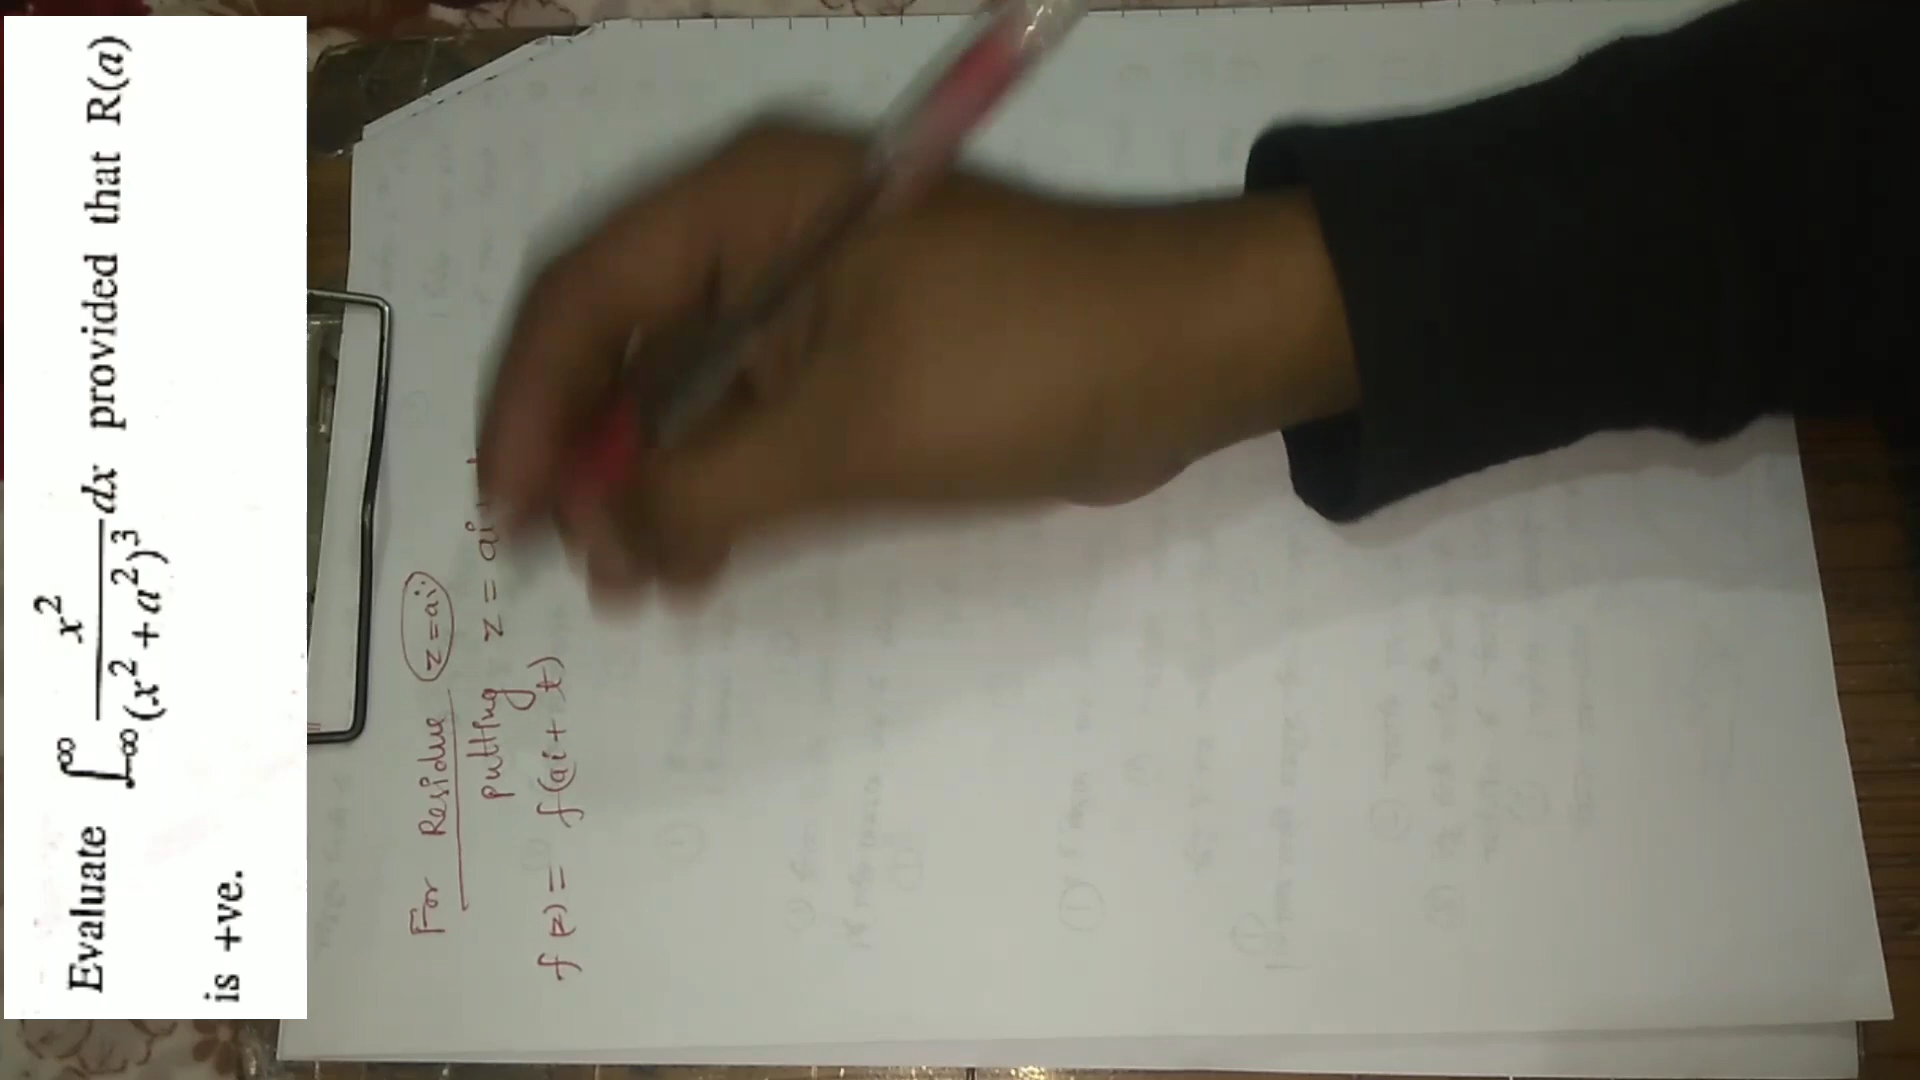 Evaluate ∫_{-∞}^{∞} x²/(x² + a²)³ dx provided that R(a)
is +ve.
For Residue z=ai
putting z = ai
f(z) = f(ai+t)